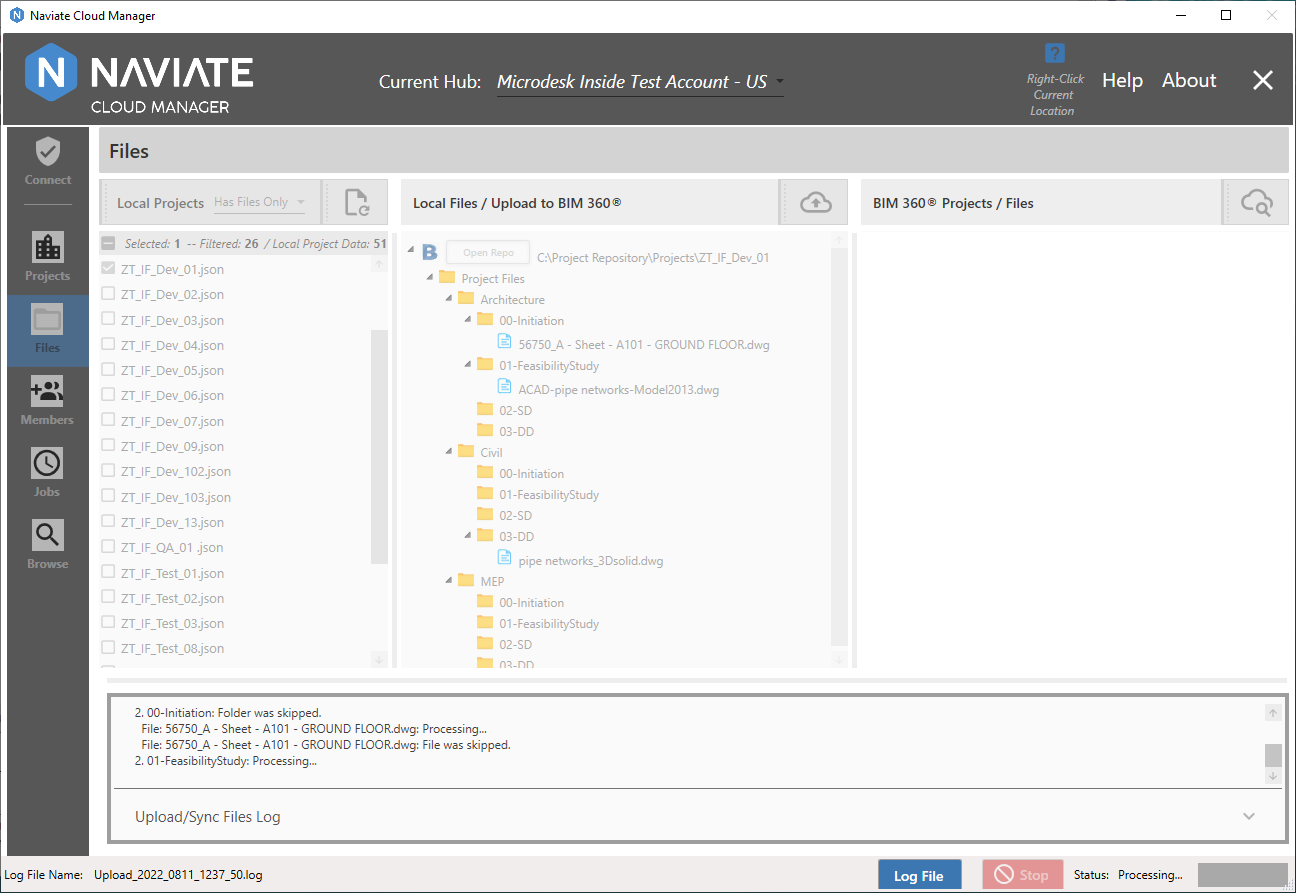 Naviate Cloud Manager
NAVIATE
CLOUD MANAGER
Current Hub: Microdesk Inside Test Account - US
?
Right-Click
Current
Location
Help
About
Connect
Projects
Files
Members
Jobs
Browse
Files
Local Projects Has Files Only
Local Files / Upload to BIM 360®
BIM 360® Projects / Files
Selected: 1 -- Filtered: 26 / Local Project Data: 51
ZT_IF_Dev_01.json
ZT_IF_Dev_02.json
ZT_IF_Dev_03.json
ZT_IF_Dev_04.json
ZT_IF_Dev_05.json
ZT_IF_Dev_06.json
ZT_IF_Dev_07.json
ZT_IF_Dev_09.json
ZT_IF_Dev_102.json
ZT_IF_Dev_103.json
ZT_IF_Dev_13.json
ZT_IF_QA_01 .json
ZT_IF_Test_01.json
ZT_IF_Test_02.json
ZT_IF_Test_03.json
ZT_IF_Test_08.json
B Open Repo C:\Project Repository\Projects\ZT_IF_Dev_01
Project Files
Architecture
00-Initiation
56750_A - Sheet - A101 - GROUND FLOOR.dwg
01-FeasibilityStudy
ACAD-pipe networks-Model2013.dwg
02-SD
03-DD
Civil
00-Initiation
01-FeasibilityStudy
02-SD
03-DD
pipe networks_3Dsolid.dwg
MEP
00-Initiation
01-FeasibilityStudy
02-SD
03-DD
2. 00-Initiation: Folder was skipped.
File: 56750_A - Sheet - A101 - GROUND FLOOR.dwg: Processing...
File: 56750_A - Sheet - A101 - GROUND FLOOR.dwg: File was skipped.
2. 01-FeasibilityStudy: Processing...
Upload/Sync Files Log
Log File Name: Upload_2022_0811_1237_50.log
Log File
Stop
Status: Processing...